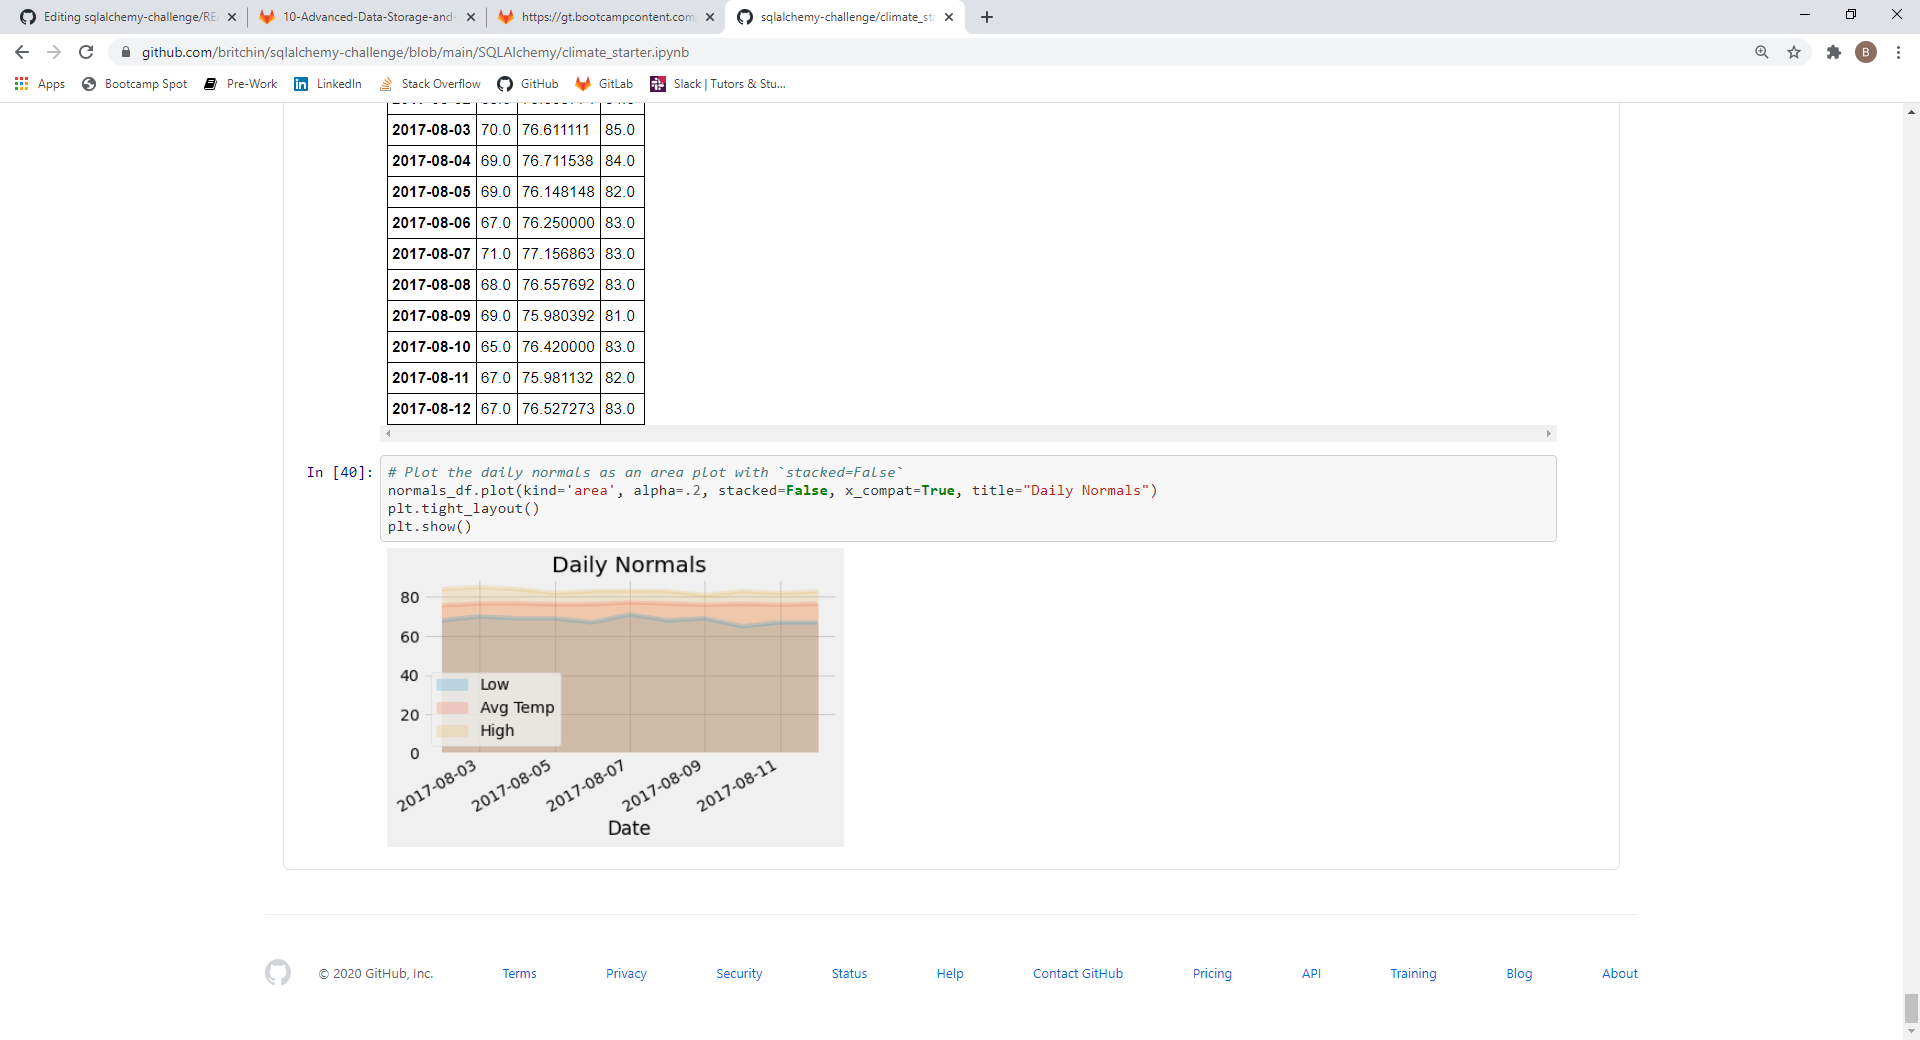 Editing sqlalchemy-challenge/RE
10-Advanced-Data-Storage-and-
https://gt.bootcampcontent.com
sqlalchemy-challenge/climate_sta
github.com/britchin/sqlalchemy-challenge/blob/main/SQLAlchemy/climate_starter.ipynb
B
Apps Bootcamp Spot Pre-Work LinkedIn Stack Overflow GitHub GitLab Slack | Tutors & Stu...
2017-08-03 70.0 76.611111 85.0
2017-08-04 69.0 76.711538 84.0
2017-08-05 69.0 76.148148 82.0
2017-08-06 67.0 76.250000 83.0
2017-08-07 71.0 77.156863 83.0
2017-08-08 68.0 76.557692 83.0
2017-08-09 69.0 75.980392 81.0
2017-08-10 65.0 76.420000 83.0
2017-08-11 67.0 75.981132 82.0
2017-08-12 67.0 76.527273 83.0
In [40]: # Plot the daily normals as an area plot with `stacked=False`
normals_df.plot(kind='area', alpha=.2, stacked=False, x_compat=True, title="Daily Normals")
plt.tight_layout()
plt.show()
Daily Normals
80
60
40
20
0
Low
Avg Temp
High
2017-08-03 2017-08-05 2017-08-07 2017-08-09 2017-08-11
Date
© 2020 GitHub, Inc. Terms Privacy Security Status Help Contact GitHub Pricing API Training Blog About